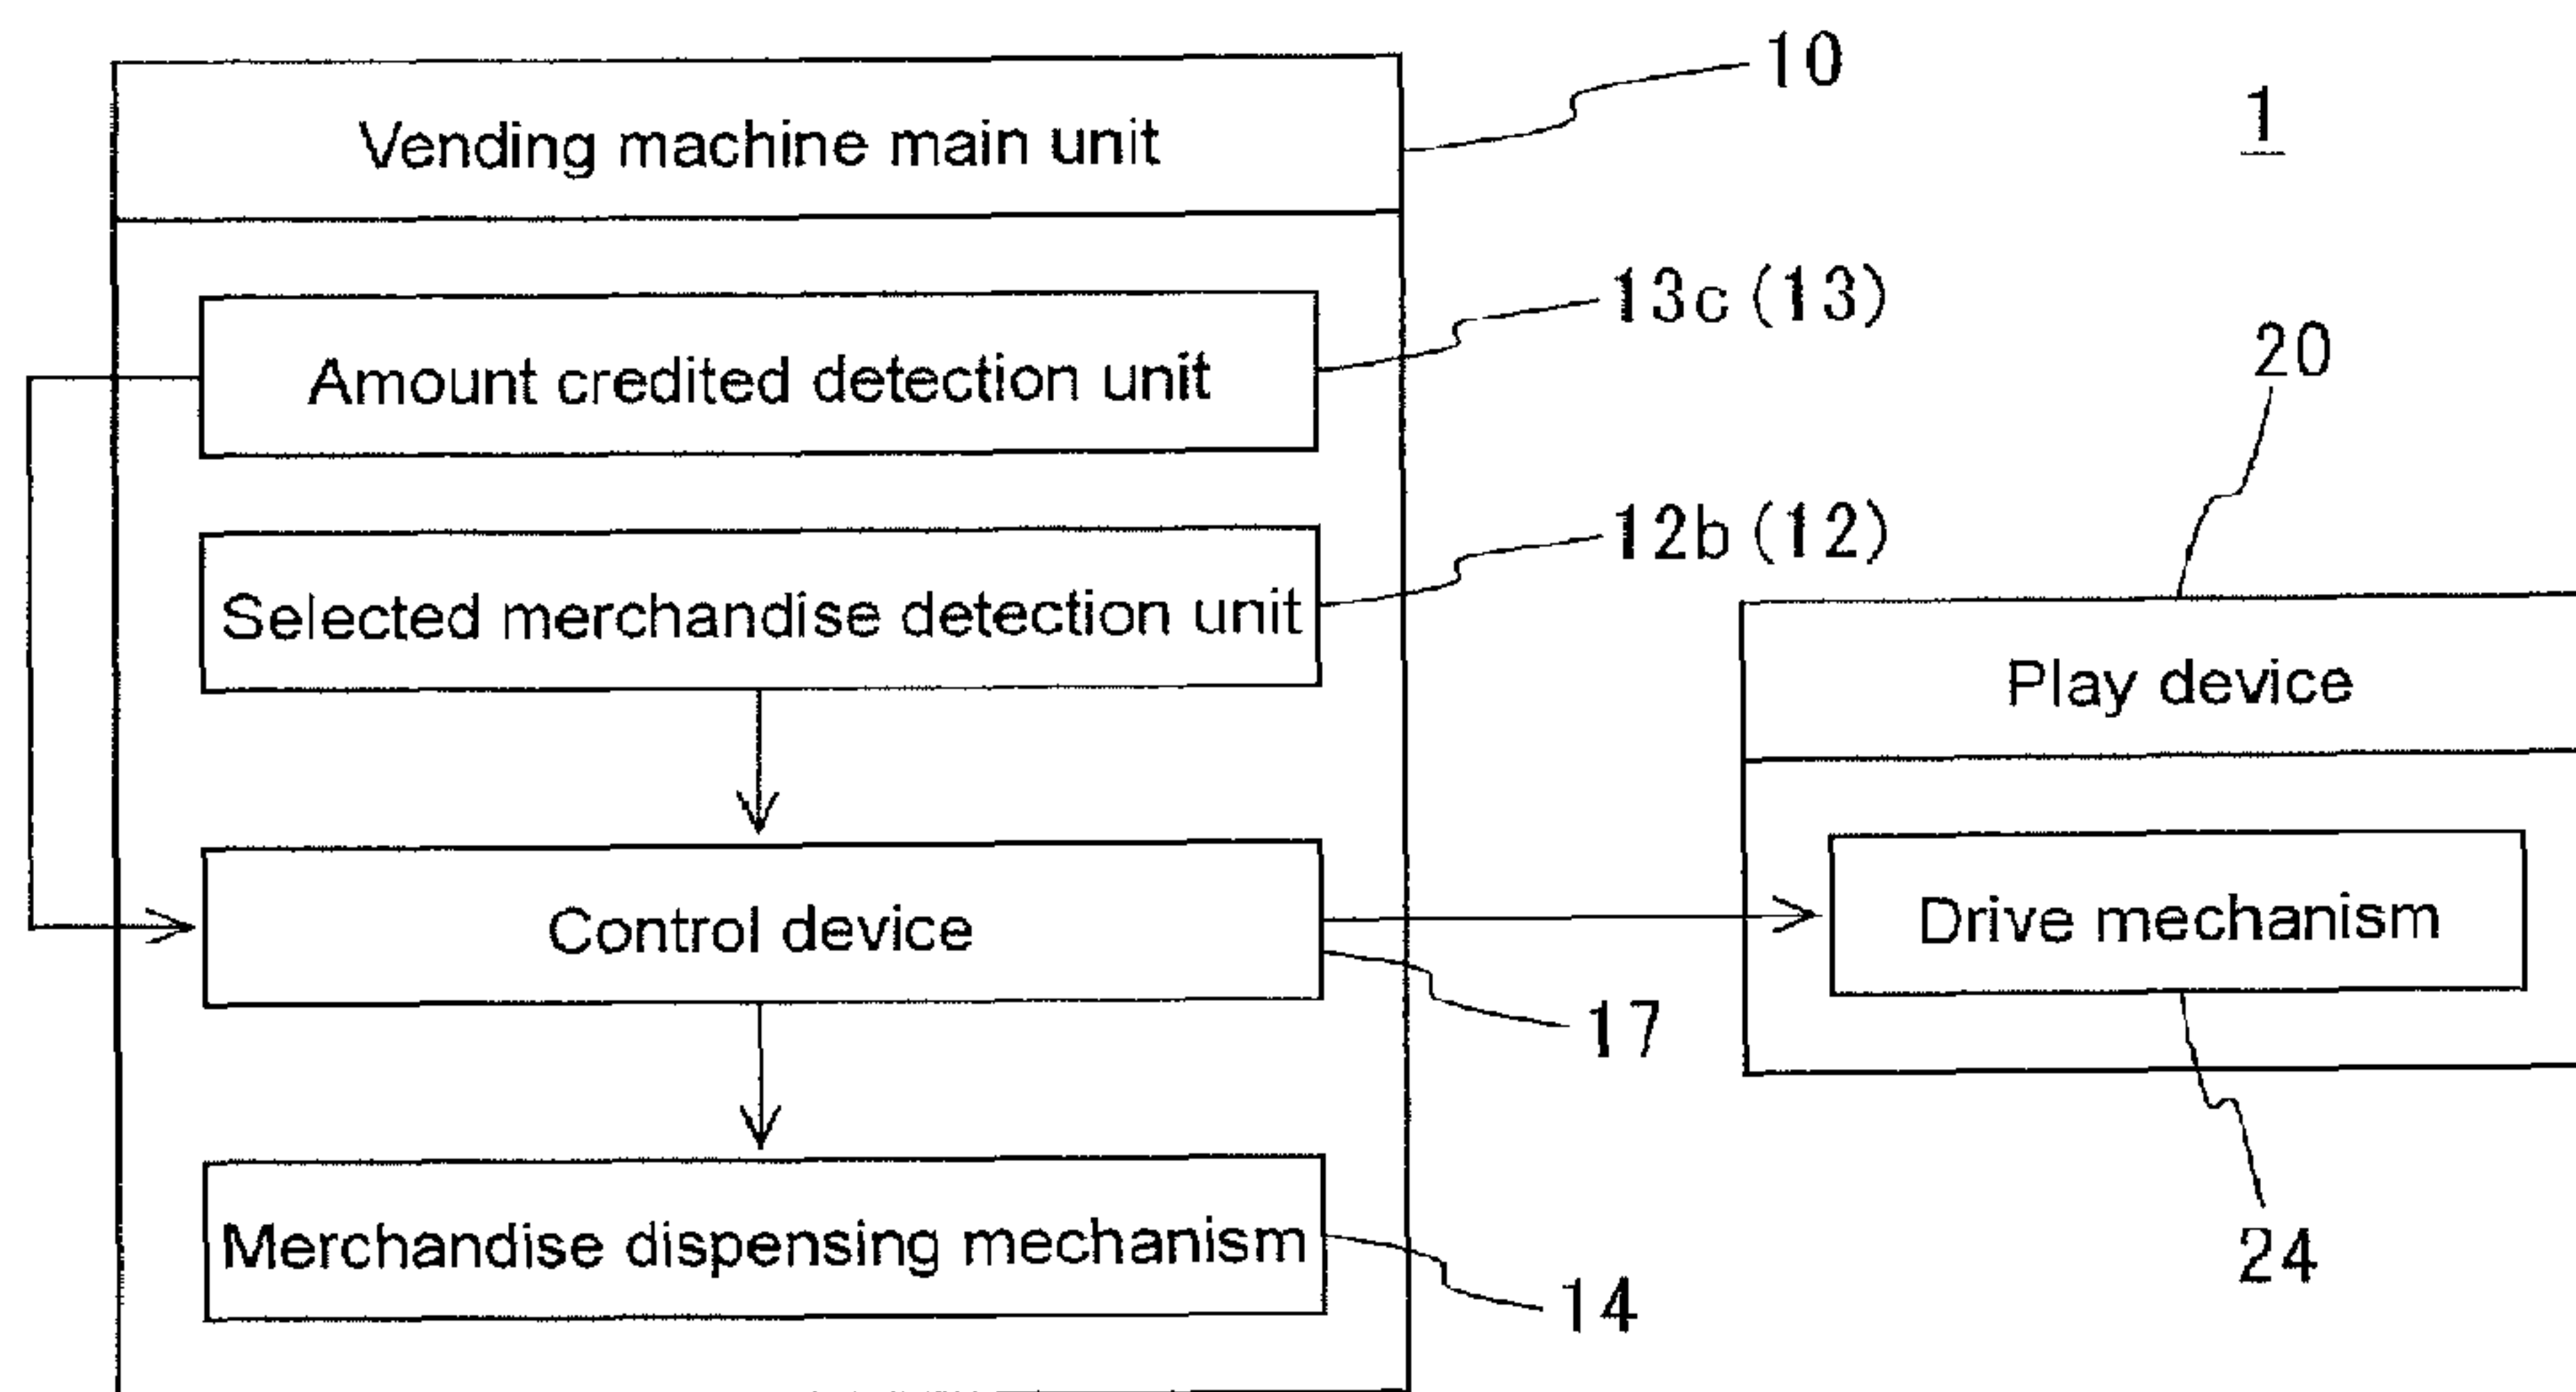 10
1
Vending machine main unit
13c (13)
Amount credited detection unit
20
12b (12)
Selected merchandise detection unit
Play device
Control device
Drive mechanism
17
Merchandise dispensing mechanism
24
14